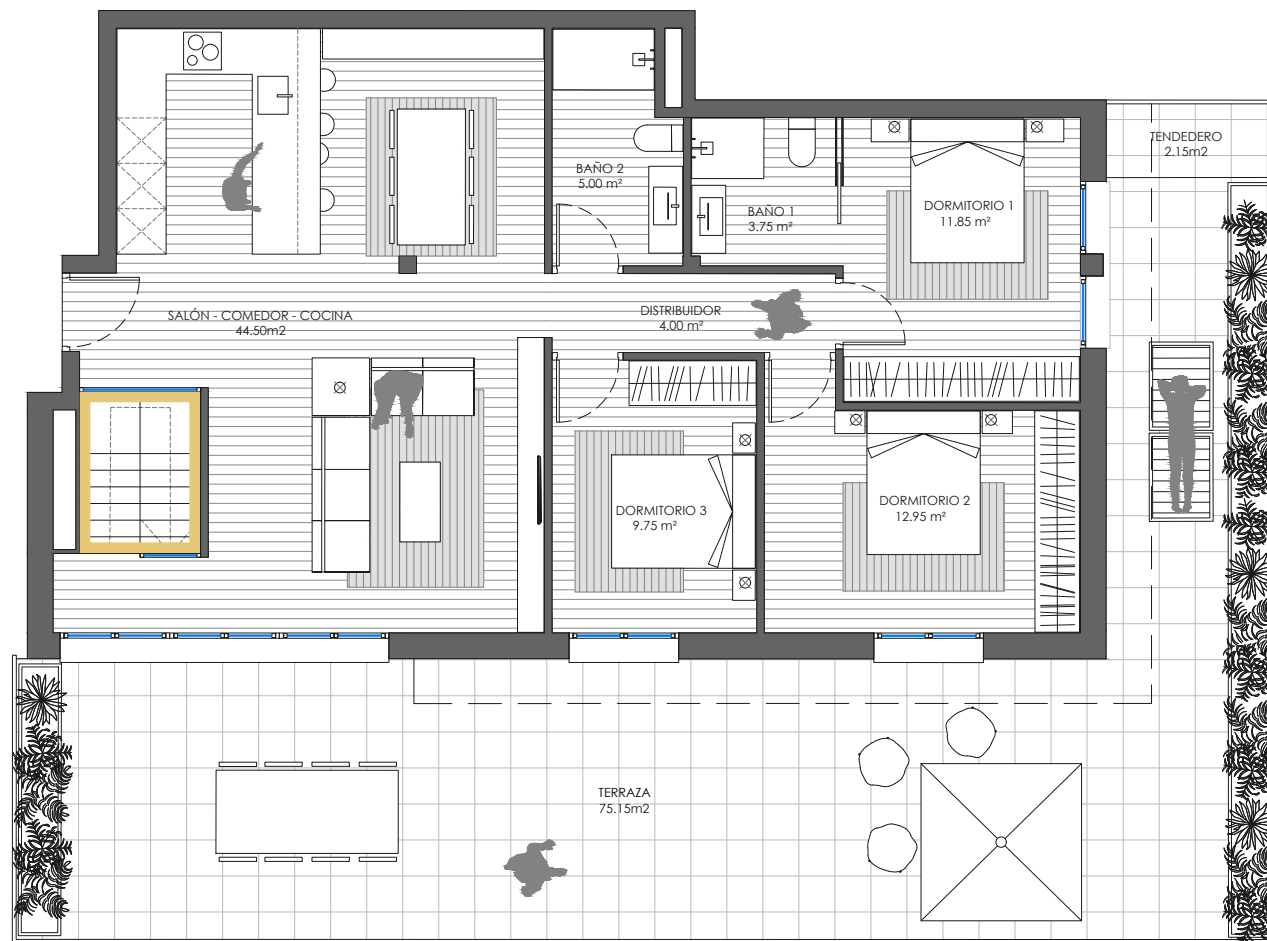 TENDEDERO
2.15m2
BAÑO 2
5.00 m²
BAÑO 1
3.75 m²
DORMITORIO 1
11.85 m²
SALÓN - COMEDOR - COCINA
44.50m2
DISTRIBUIDOR
4.00 m²
DORMITORIO 3
9.75 m²
DORMITORIO 2
12.95 m²
TERRAZA
75.15m2